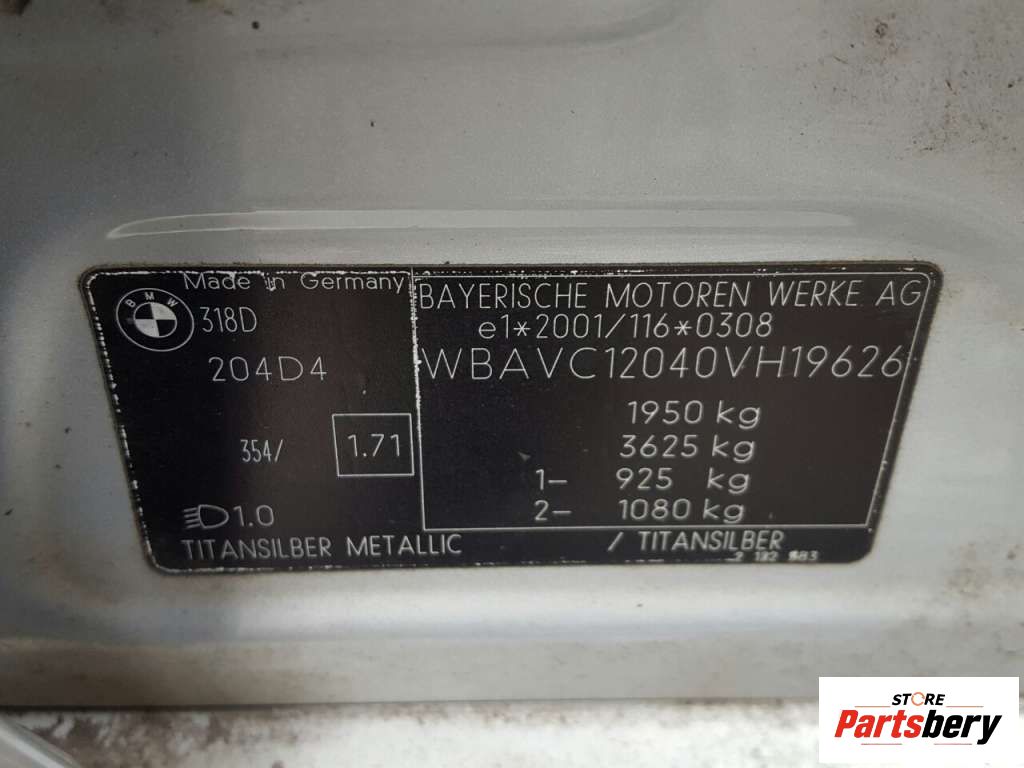 Made in Germany
BMW
318D
204D4
354/
1.71
1.0
BAYERISCHE MOTOREN WERKE AG
e1*2001/116*0308
WBAVC12040VH19626
1950 kg
3625 kg
1- 925 kg
2- 1080 kg
TITANSILBER METALLIC / TITANSILBER
STORE
Partsbery